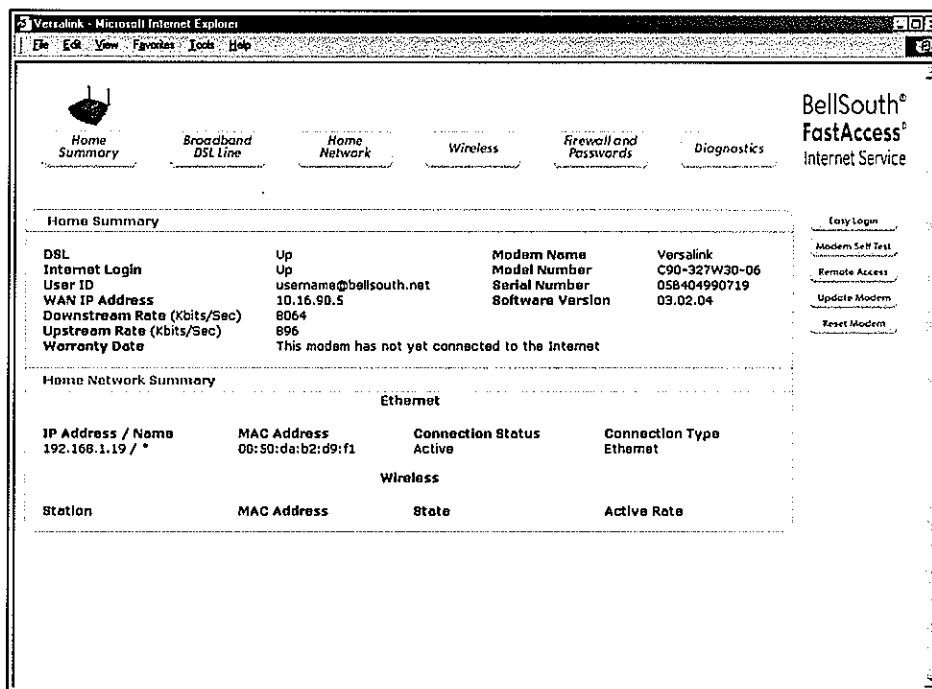 Versalink - Microsoft Internet Explorer
File Edit View Favorites Tools Help
BellSouth®
FastAccess®
Internet Service
Home Summary
Broadband DSL Line
Home Network
Wireless
Firewall and Passwords
Diagnostics
Easy Login
Modem Self Test
Remote Access
Update Modem
Reset Modem
Home Summary
DSL Up Modem Name Versalink
Internet Login Up Model Number C90-327W30-06
User ID username@bellsouth.net Serial Number 05B404990719
WAN IP Address 10.16.90.5 Software Version 03.02.04
Downstream Rate (Kbits/Sec) 8064
Upstream Rate (Kbits/Sec) 896
Warranty Date This modem has not yet connected to the Internet
Home Network Summary
Ethernet
IP Address / Name MAC Address Connection Status Connection Type
192.168.1.19 / * 00:50:da:b2:d9:f1 Active Ethernet
Wireless
Station MAC Address State Active Rate